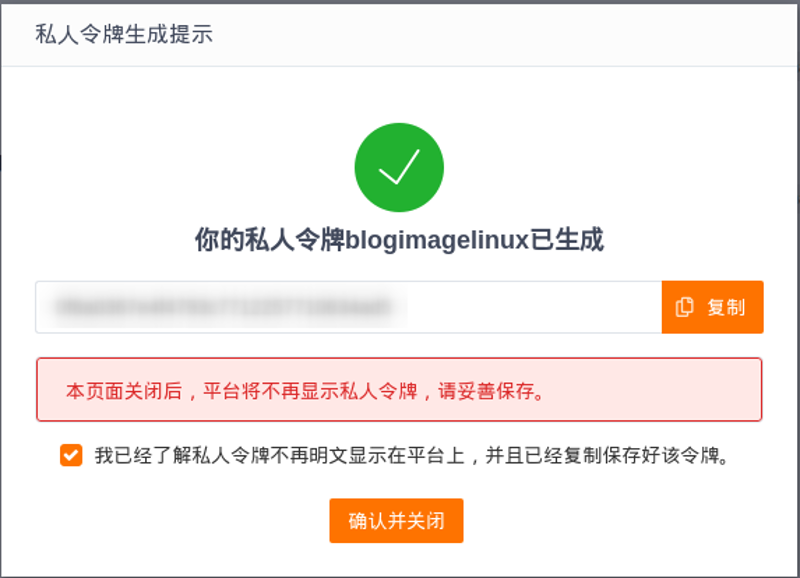 私人令牌生成提示
你的私人令牌blogimagelinux已生成
复制
本页面关闭后，平台将不再显示私人令牌，请妥善保存。
我已经了解私人令牌不再明文显示在平台上，并且已经复制保存好该令牌。
确认并关闭